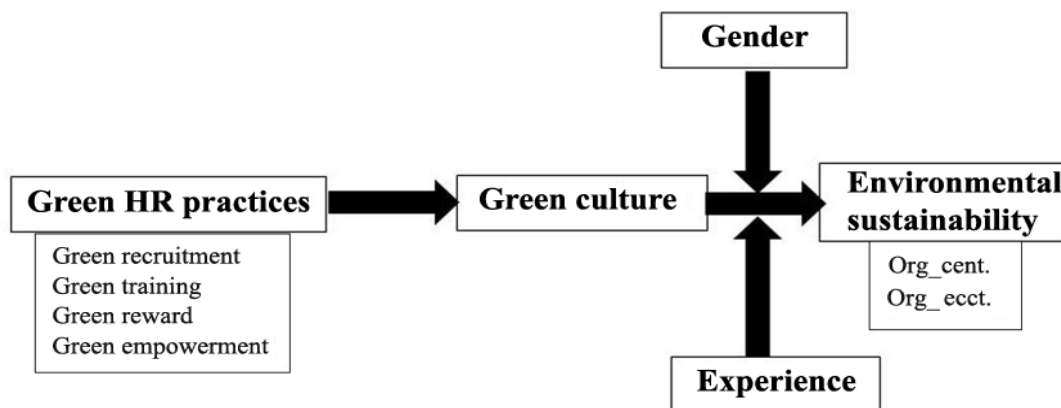 Gender
Green HR practices
Green recruitment
Green training
Green reward
Green empowerment
Green culture
Environmental
sustainability
Org_cent.
Org_ ecct.
Experience